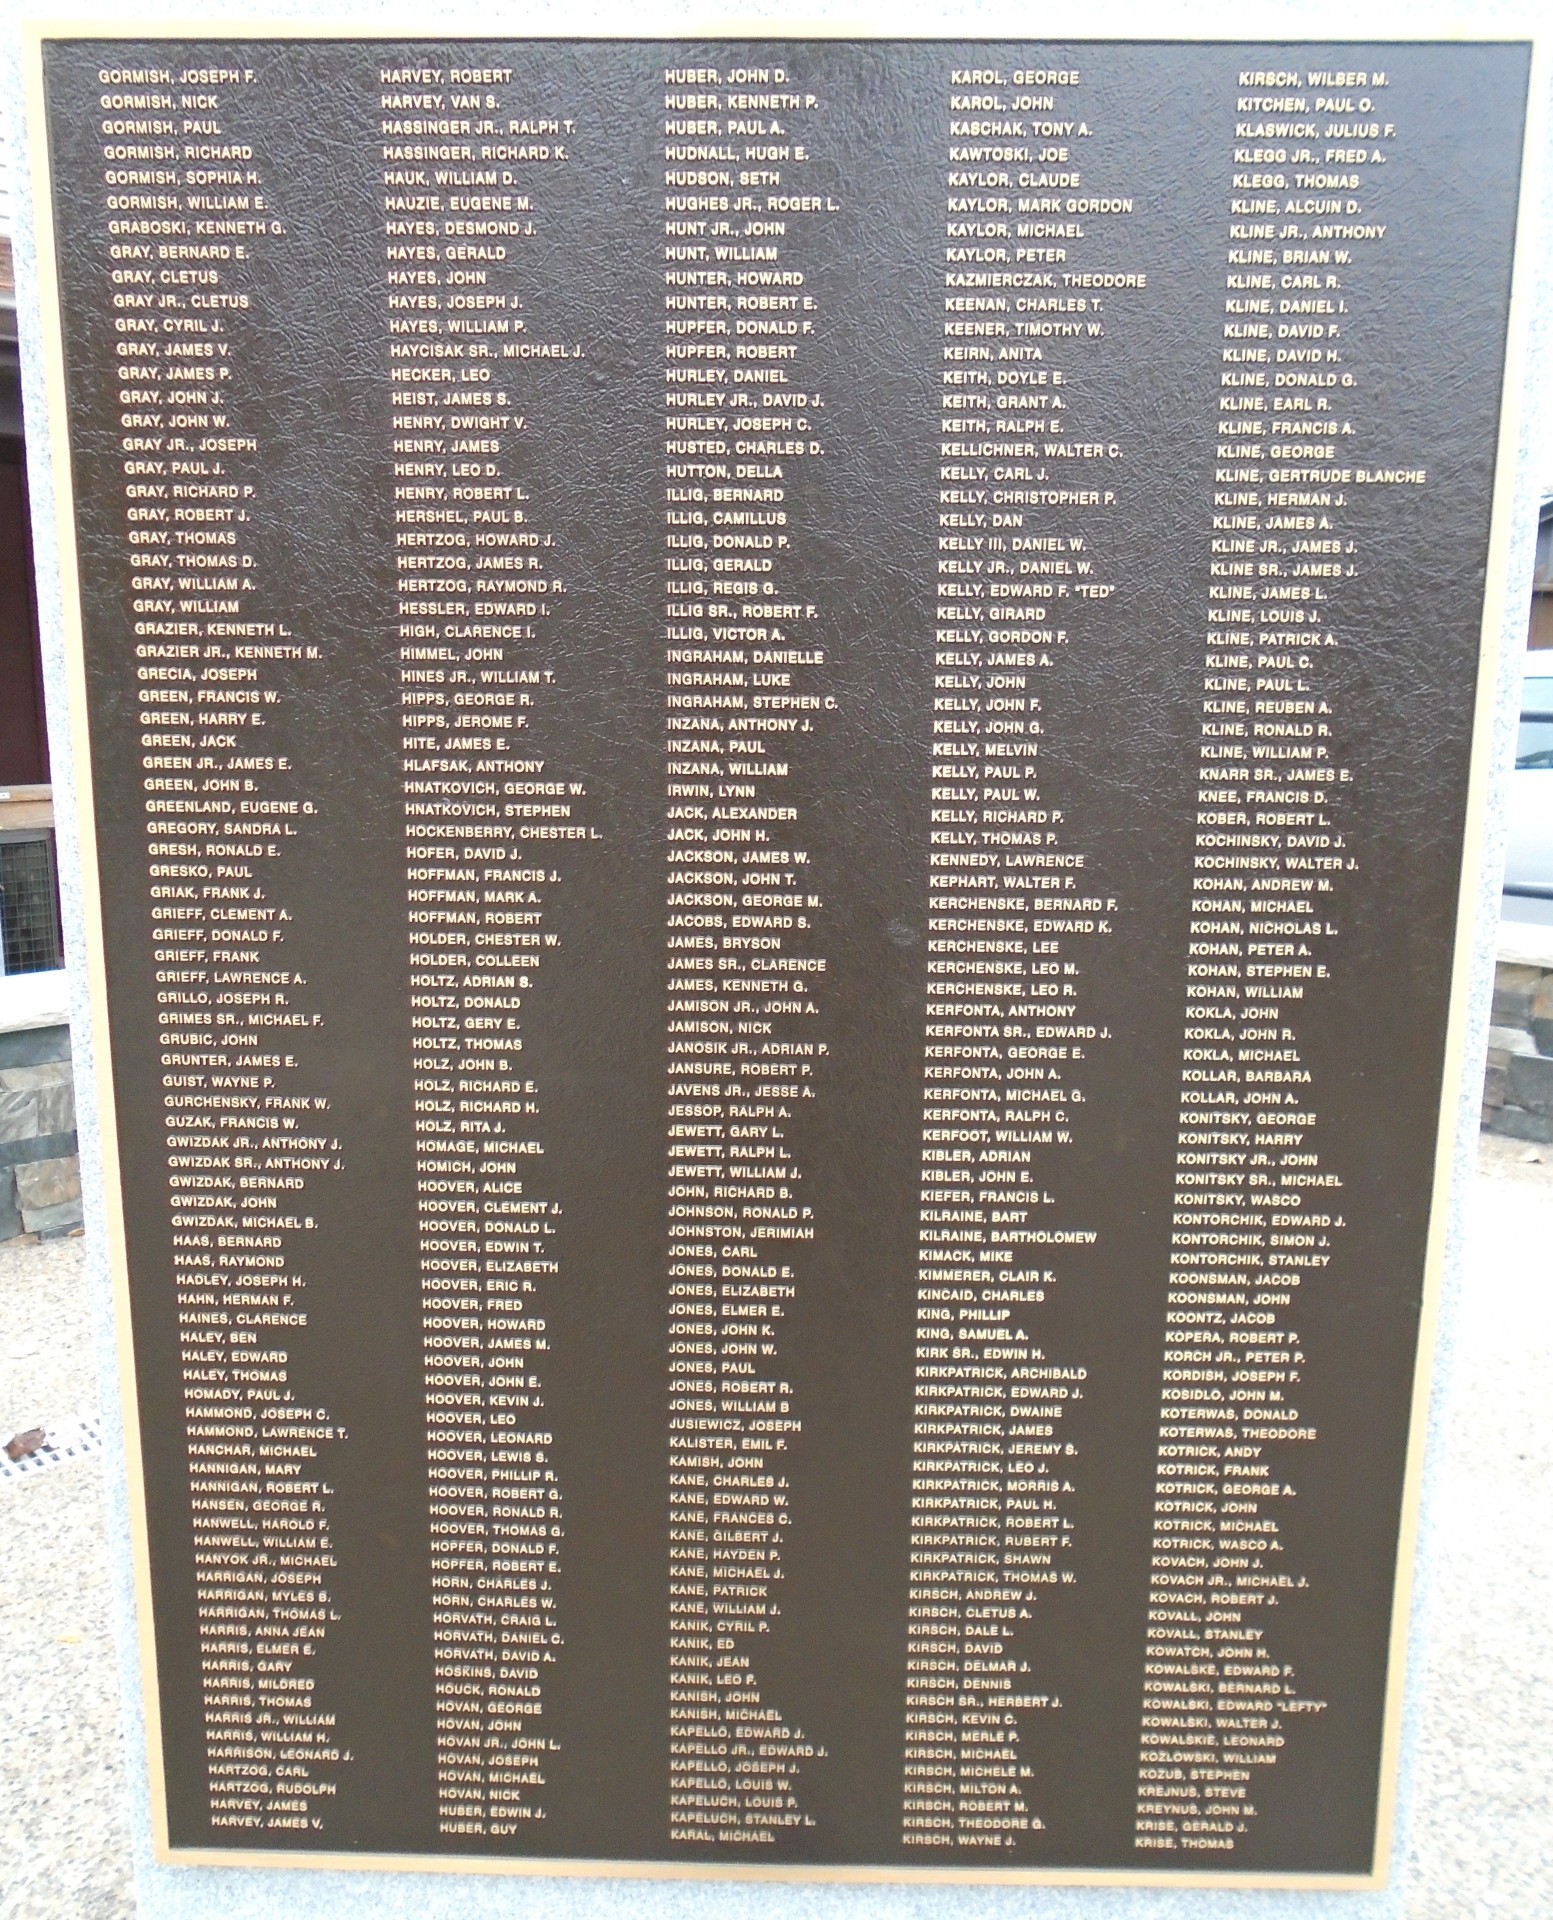 GORMISH, JOSEPH F.
GORMISH, NICK
GORMISH, PAUL
GORMISH, RICHARD
GORMISH, SOPHIA H.
GORMISH, WILLIAM E.
GRABOSKI, KENNETH G.
GRAY, BERNARD E.
GRAY, CLETUS
GRAY JR., CLETUS
GRAY, CYRIL J.
GRAY, JAMES V.
GRAY, JAMES P.
GRAY, JOHN J.
GRAY, JOHN W.
GRAY JR., JOSEPH
GRAY, PAUL J.
GRAY, RICHARD P.
GRAY, ROBERT J.
GRAY, THOMAS
GRAY, THOMAS D.
GRAY, WILLIAM A.
GRAY, WILLIAM
GRAZIER, KENNETH L.
GRAZIER JR., KENNETH M.
GRECIA, JOSEPH
GREEN, FRANCIS W.
GREEN, HARRY E.
GREEN, JACK
GREEN JR., JAMES E.
GREEN, JOHN B.
GREENLAND, EUGENE G.
GREGORY, SANDRA L.
GRESH, RONALD E.
GRESKO, PAUL
GRIAK, FRANK J.
GRIEFF, CLEMENT A.
GRIEFF, DONALD F.
GRIEFF, FRANK
GRIEFF, LAWRENCE A.
GRILLO, JOSEPH R.
GRIMES SR., MICHAEL F.
GRUBIC, JOHN
GRUNTER, JAMES E.
GUIST, WAYNE P.
GURCHENSKY, FRANK W.
GUZAK, FRANCIS W.
GWIZDAK JR., ANTHONY J.
GWIZDAK SR., ANTHONY J.
GWIZDAK, BERNARD
GWIZDAK, JOHN
GWIZDAK, MICHAEL B.
HAAS, BERNARD
HAAS, RAYMOND
HADLEY, JOSEPH H.
HAHN, HERMAN F.
HAINES, CLARENCE
HALEY, BEN
HALEY, EDWARD
HALEY, THOMAS
HOMADY, PAUL J.
HAMMOND, JOSEPH C.
HAMMOND, LAWRENCE T.
HANCHAR, MICHAEL
HANNIGAN, MARY
HANNIGAN, ROBERT L.
HANSEN, GEORGE R.
HANWELL, HAROLD F.
HANWELL, WILLIAM E.
HANYOK JR., MICHAEL
HARRIGAN, JOSEPH
HARRIGAN, MYLES B.
HARRIGAN, THOMAS L.
HARRIS, ANNA JEAN
HARRIS, ELMER E.
HARRIS, GARY
HARRIS, MILDRED
HARRIS, THOMAS
HARRIS JR., WILLIAM
HARRIS, WILLIAM H.
HARRISON, LEONARD J.
HARTZOG, CARL
HARTZOG, RUDOLPH
HARVEY, JAMES
HARVEY, JAMES V.
HARVEY, ROBERT
HARVEY, VAN S.
HASSINGER JR., RALPH T.
HASSINGER, RICHARD K.
HAUK, WILLIAM D.
HAUZIE, EUGENE M.
HAYES, DESMOND J.
HAYES, GERALD
HAYES, JOHN
HAYES, JOSEPH J.
HAYES, WILLIAM P.
HAYCISAK SR., MICHAEL J.
HECKER, LEO
HEIST, JAMES S.
HENRY, DWIGHT V.
HENRY, JAMES
HENRY, LEO D.
HENRY, ROBERT L.
HERSHEL, PAUL B.
HERTZOG, HOWARD J.
HERTZOG, JAMES R.
HERTZOG, RAYMOND R.
HESSLER, EDWARD I.
HIGH, CLARENCE I.
HIMMEL, JOHN
HINES JR., WILLIAM T.
HIPPS, GEORGE R.
HIPPS, JEROME F.
HITE, JAMES E.
HLAFSAK, ANTHONY
HNATKOVICH, GEORGE W.
HNATKOVICH, STEPHEN
HOCKENBERRY, CHESTER L.
HOFER, DAVID J.
HOFFMAN, FRANCIS J.
HOFFMAN, MARK A.
HOFFMAN, ROBERT
HOLDER, CHESTER W.
HOLDER, COLLEEN
HOLTZ, ADRIAN S.
HOLTZ, DONALD
HOLTZ, GERY E.
HOLTZ, THOMAS
HOLZ, JOHN B.
HOLZ, RICHARD E.
HOLZ, RICHARD H.
HOLZ, RITA J.
HOMAGE, MICHAEL
HOMICH, JOHN
HOOVER, ALICE
HOOVER, CLEMENT J.
HOOVER, DONALD L.
HOOVER, EDWIN T.
HOOVER, ELIZABETH
HOOVER, ERIC R.
HOOVER, FRED
HOOVER, HOWARD
HOOVER, JAMES M.
HOOVER, JOHN
HOOVER, JOHN E.
HOOVER, KEVIN J.
HOOVER, LEO
HOOVER, LEONARD
HOOVER, LEWIS S.
HOOVER, PHILLIP R.
HOOVER, ROBERT G.
HOOVER, RONALD R.
HOOVER, THOMAS G.
HOPFER, DONALD F.
HOPFER, ROBERT E.
HORN, CHARLES J.
HORN, CHARLES W.
HORVATH, CRAIG L.
HORVATH, DANIEL C.
HORVATH, DAVID A.
HOSKINS, DAVID
HOUCK, RONALD
HOVAN, GEORGE
HOVAN, JOHN
HOVAN JR., JOHN L.
HOVAN, JOSEPH
HOVAN, MICHAEL
HOVAN, NICK
HUBER, EDWIN J.
HUBER, GUY
HUBER, JOHN D.
HUBER, KENNETH P.
HUBER, PAUL A.
HUDNALL, HUGH E.
HUDSON, SETH
HUGHES JR., ROGER L.
HUNT JR., JOHN
HUNT, WILLIAM
HUNTER, HOWARD
HUNTER, ROBERT E.
HUPFER, DONALD F.
HUPFER, ROBERT
HURLEY, DANIEL
HURLEY JR., DAVID J.
HURLEY, JOSEPH C.
HUSTED, CHARLES D.
HUTTON, DELLA
ILLIG, BERNARD
ILLIG, CAMILLUS
ILLIG, DONALD P.
ILLIG, GERALD
ILLIG, REGIS G.
ILLIG SR., ROBERT F.
ILLIG, VICTOR A.
INGRAHAM, DANIELLE
INGRAHAM, LUKE
INGRAHAM, STEPHEN C.
INZANA, ANTHONY J.
INZANA, PAUL
INZANA, WILLIAM
IRWIN, LYNN
JACK, ALEXANDER
JACK, JOHN H.
JACKSON, JAMES W.
JACKSON, JOHN T.
JACKSON, GEORGE M.
JACOBS, EDWARD S.
JAMES, BRYSON
JAMES SR., CLARENCE
JAMES, KENNETH G.
JAMISON JR., JOHN A.
JAMISON, NICK
JANOSIK JR., ADRIAN P.
JANSURE, ROBERT P.
JAVENS JR., JESSE A.
JESSOP, RALPH A.
JEWETT, GARY L.
JEWETT, RALPH L.
JEWETT, WILLIAM J.
JOHN, RICHARD B.
JOHNSON, RONALD P.
JOHNSTON, JERIMIAH
JONES, CARL
JONES, DONALD E.
JONES, ELIZABETH
JONES, ELMER E.
JONES, JOHN K.
JONES, JOHN W.
JONES, PAUL
JONES, ROBERT R.
JONES, WILLIAM B
JUSIEWICZ, JOSEPH
KALISTER, EMIL F.
KAMISH, JOHN
KANE, CHARLES J.
KANE, EDWARD W.
KANE, FRANCES C.
KANE, GILBERT J.
KANE, HAYDEN P.
KANE, MICHAEL J.
KANE, PATRICK
KANE, WILLIAM J.
KANIK, CYRIL P.
KANIK, ED
KANIK, JEAN
KANIK, LEO F.
KANISH, JOHN
KANISH, MICHAEL
KAPELLO, EDWARD J.
KAPELLO JR., EDWARD J.
KAPELLO, JOSEPH J.
KAPELLO, LOUIS W.
KAPELUCH, LOUIS P.
KAPELUCH, STANLEY L.
KARAL, MICHAEL
KAROL, GEORGE
KAROL, JOHN
KASCHAK, TONY A.
KAWTOSKI, JOE
KAYLOR, CLAUDE
KAYLOR, MARK GORDON
KAYLOR, MICHAEL
KAYLOR, PETER
KAZMIERCZAK, THEODORE
KEENAN, CHARLES T.
KEENER, TIMOTHY W.
KEIRN, ANITA
KEITH, DOYLE E.
KEITH, GRANT A.
KEITH, RALPH E.
KELLICHNER, WALTER C.
KELLY, CARL J.
KELLY, CHRISTOPHER P.
KELLY, DAN
KELLY III, DANIEL W.
KELLY JR., DANIEL W.
KELLY, EDWARD F. "TED"
KELLY, GIRARD
KELLY, GORDON F.
KELLY, JAMES A.
KELLY, JOHN
KELLY, JOHN F.
KELLY, JOHN G.
KELLY, MELVIN
KELLY, PAUL P.
KELLY, PAUL W.
KELLY, RICHARD P.
KELLY, THOMAS P.
KENNEDY, LAWRENCE
KEPHART, WALTER F.
KERCHENSKE, BERNARD F.
KERCHENSKE, EDWARD K.
KERCHENSKE, LEE
KERCHENSKE, LEO M.
KERCHENSKE, LEO R.
KERFONTA, ANTHONY
KERFONTA SR., EDWARD J.
KERFONTA, GEORGE E.
KERFONTA, JOHN A.
KERFONTA, MICHAEL G.
KERFONTA, RALPH C.
KERFOOT, WILLIAM W.
KIBLER, ADRIAN
KIBLER, JOHN E.
KIEFER, FRANCIS L.
KILRAINE, BART
KILRAINE, BARTHOLOMEW
KIMACK, MIKE
KIMMERER, CLAIR K.
KINCAID, CHARLES
KING, PHILLIP
KING, SAMUEL A.
KIRK SR., EDWIN H.
KIRKPATRICK, ARCHIBALD
KIRKPATRICK, EDWARD J.
KIRKPATRICK, DWAINE
KIRKPATRICK, JAMES
KIRKPATRICK, JEREMY S.
KIRKPATRICK, LEO J.
KIRKPATRICK, MORRIS A.
KIRKPATRICK, PAUL H.
KIRKPATRICK, ROBERT L.
KIRKPATRICK, RUBERT F.
KIRKPATRICK, SHAWN
KIRKPATRICK, THOMAS W.
KIRSCH, ANDREW J.
KIRSCH, CLETUS A.
KIRSCH, DALE L.
KIRSCH, DAVID
KIRSCH, DELMAR J.
KIRSCH, DENNIS
KIRSCH SR., HERBERT J.
KIRSCH, KEVIN C.
KIRSCH, MERLE P.
KIRSCH, MICHAEL
KIRSCH, MICHELE M.
KIRSCH, MILTON A.
KIRSCH, ROBERT M.
KIRSCH, THEODORE G.
KIRSCH, WAYNE J.
KIRSCH, WILBER M.
KITCHEN, PAUL O.
KLASWICK, JULIUS F.
KLEGG JR., FRED A.
KLEGG, THOMAS
KLINE, ALCUIN D.
KLINE JR., ANTHONY
KLINE, BRIAN W.
KLINE, CARL R.
KLINE, DANIEL I.
KLINE, DAVID F.
KLINE, DAVID H.
KLINE, DONALD G.
KLINE, EARL R.
KLINE, FRANCIS A.
KLINE, GEORGE
KLINE, GERTRUDE BLANCHE
KLINE, HERMAN J.
KLINE, JAMES A.
KLINE JR., JAMES J.
KLINE SR., JAMES J.
KLINE, JAMES L.
KLINE, LOUIS J.
KLINE, PATRICK A.
KLINE, PAUL C.
KLINE, PAUL L.
KLINE, REUBEN A.
KLINE, RONALD R.
KLINE, WILLIAM P.
KNARR SR., JAMES E.
KNEE, FRANCIS D.
KOBER, ROBERT L.
KOCHINSKY, DAVID J.
KOCHINSKY, WALTER J.
KOHAN, ANDREW M.
KOHAN, MICHAEL
KOHAN, NICHOLAS L.
KOHAN, PETER A.
KOHAN, STEPHEN E.
KOHAN, WILLIAM
KOKLA, JOHN
KOKLA, JOHN R.
KOKLA, MICHAEL
KOLLAR, BARBARA
KOLLAR, JOHN A.
KONITSKY, GEORGE
KONITSKY, HARRY
KONITSKY JR., JOHN
KONITSKY SR., MICHAEL
KONITSKY, WASCO
KONTORCHIK, EDWARD J.
KONTORCHIK, SIMON J.
KONTORCHIK, STANLEY
KOONSMAN, JACOB
KOONSMAN, JOHN
KOONTZ, JACOB
KOPERA, ROBERT P.
KORCH JR., PETER P.
KORDISH, JOSEPH F.
KOSIDLO, JOHN M.
KOTERWAS, DONALD
KOTERWAS, THEODORE
KOTRICK, ANDY
KOTRICK, FRANK
KOTRICK, GEORGE A.
KOTRICK, JOHN
KOTRICK, MICHAEL
KOTRICK, WASCO A.
KOVACH, JOHN J.
KOVACH JR., MICHAEL J.
KOVACH, ROBERT J.
KOVALL, JOHN
KOVALL, STANLEY
KOWATCH, JOHN H.
KOWALSKE, EDWARD F.
KOWALSKI, BERNARD L.
KOWALSKI, EDWARD "LEFTY"
KOWALSKI, WALTER J.
KOWALSKIE, LEONARD
KOZLOWSKI, WILLIAM
KOZUB, STEPHEN
KREJNUS, STEVE
KREYNUS, JOHN M.
KRISE, GERALD J.
KRISE, THOMAS